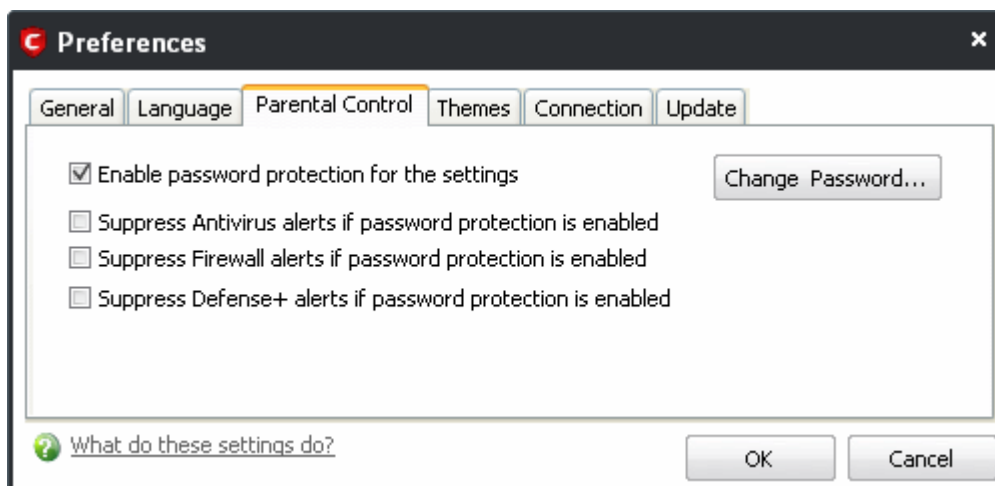 Preferences
General Language Parental Control Themes Connection Update
Enable password protection for the settings
Change Password...
Suppress Antivirus alerts if password protection is enabled
Suppress Firewall alerts if password protection is enabled
Suppress Defense+ alerts if password protection is enabled
What do these settings do?
OK Cancel